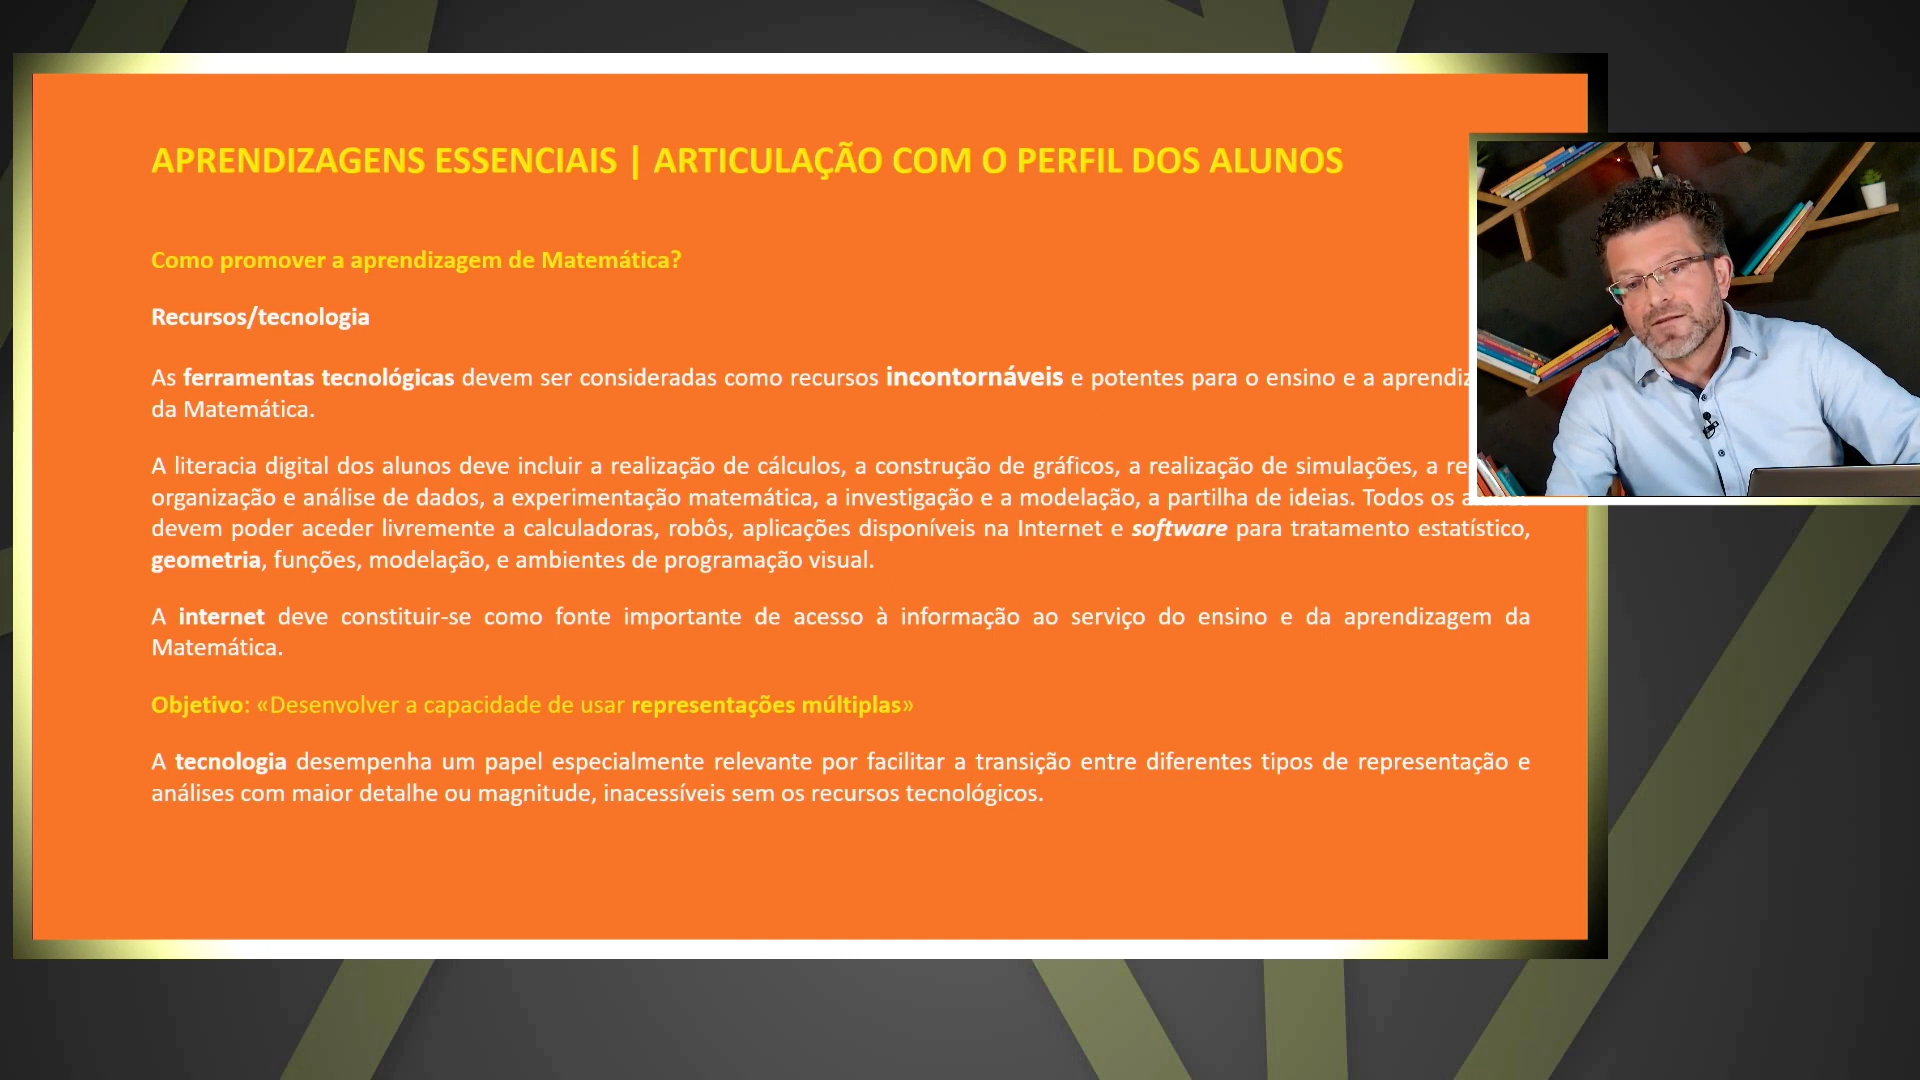 APRENDIZAGENS ESSENCIAIS | ARTICULAÇÃO COM O PERFIL DOS ALUNOS
Como promover a aprendizagem de Matemática?
Recursos/tecnologia
As ferramentas tecnológicas devem ser consideradas como recursos incontornáveis e potentes para o ensino e a
da Matemática.
A literacia digital dos alunos deve incluir a realização de cálculos, a construção de gráficos, a realização de simulações, a
organização e análise de dados, a experimentação matemática, a investigação e a modelação, a partilha de ideias. Todos os
devem poder aceder livremente a calculadoras, robôs, aplicações disponíveis na Internet e software para tratamento estatístico,
geometria, funções, modelação, e ambientes de programação visual.
A internet deve constituir-se como fonte importante de acesso à informação ao serviço do ensino e da aprendizagem da
Matemática.
Objetivo: «Desenvolver a capacidade de usar representações múltiplas»
A tecnologia desempenha um papel especialmente relevante por facilitar a transição entre diferentes tipos de representação e
análises com maior detalhe ou magnitude, inacessíveis sem os recursos tecnológicos.